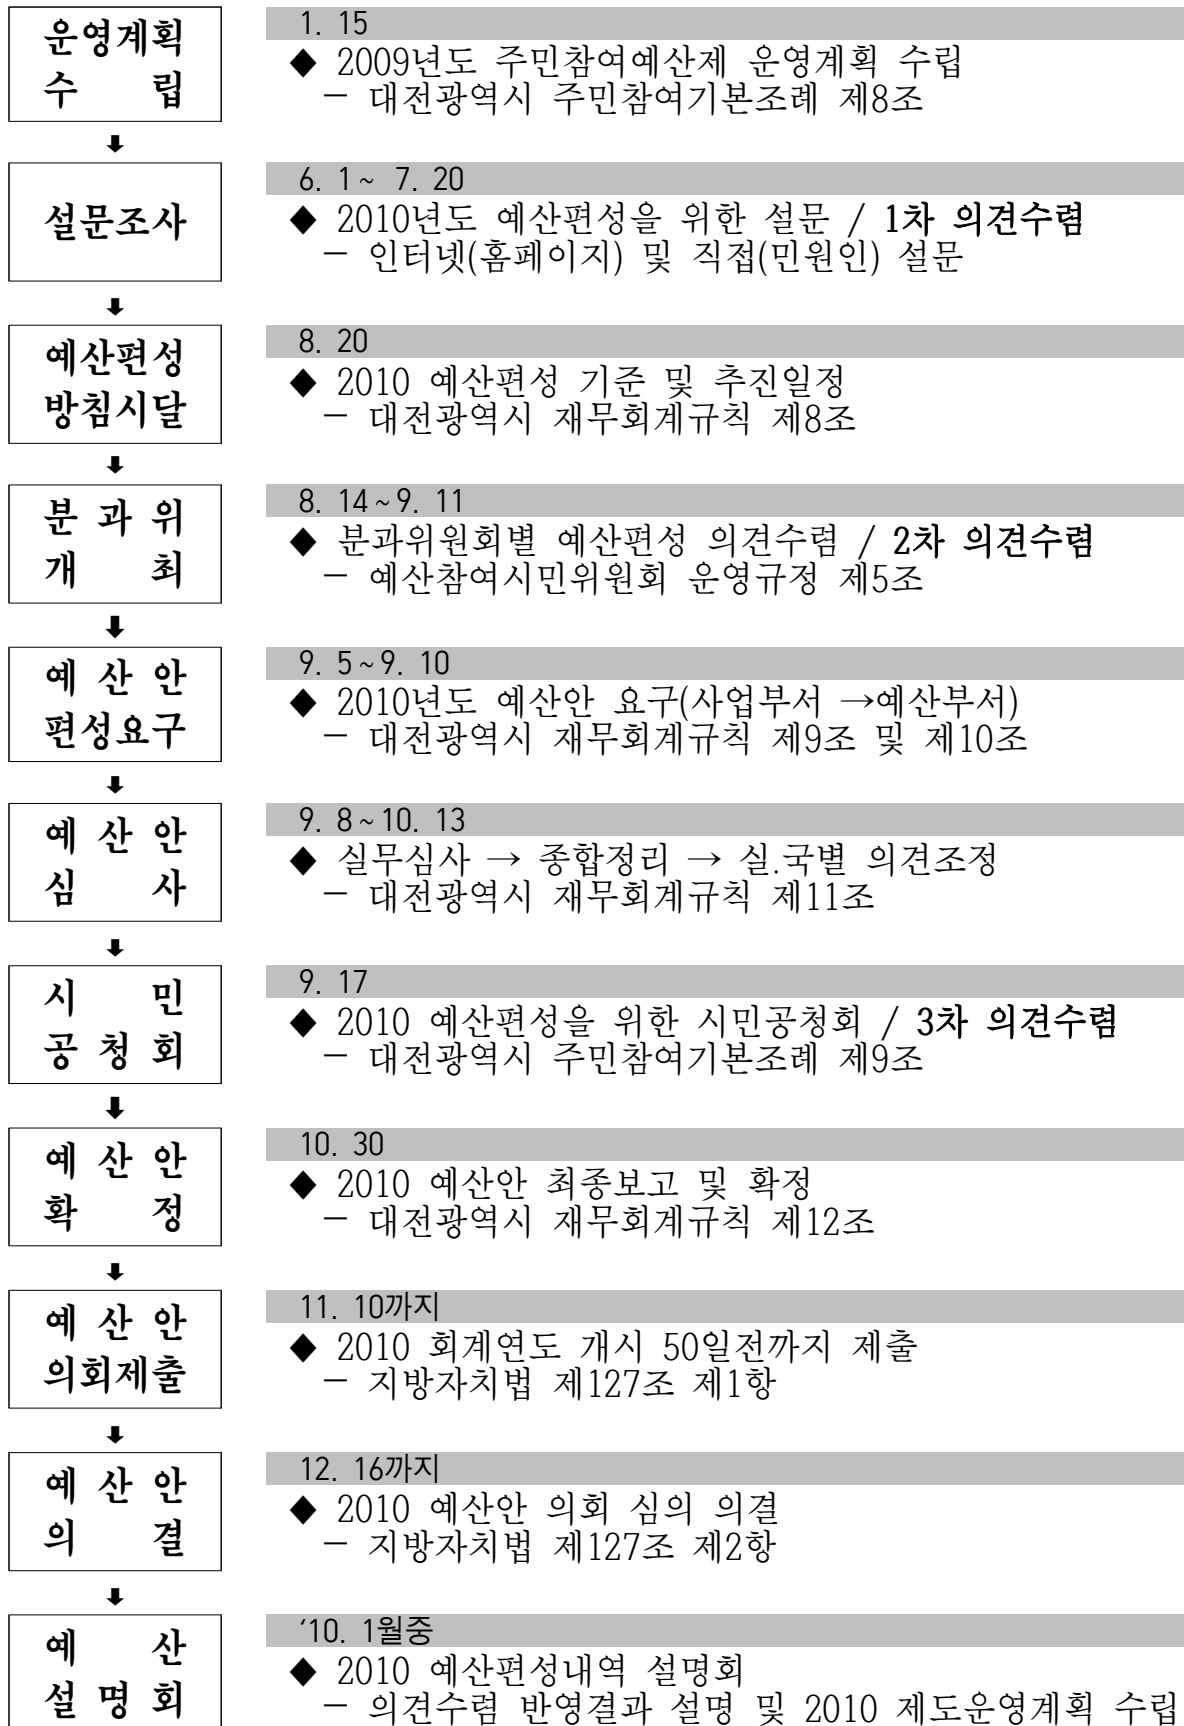 운영계획
수 립
1. 15
◆ 2009년도 주민참여예산제 운영계획 수립
－ 대전광역시 주민참여기본조례 제8조
⬇
설문조사
6. 1~ 7. 20
◆ 2010년도 예산편성을 위한 설문 / 1차 의견수렴
－ 인터넷(홈페이지) 및 직접(민원인) 설문
⬇
예산편성
방침시달
8. 20
◆ 2010 예산편성 기준 및 추진일정
－ 대전광역시 재무회계규칙 제8조
⬇
분 과 위
개 최
8. 14~9. 11
◆ 분과위원회별 예산편성 의견수렴 / 2차 의견수렴
－ 예산참여시민위원회 운영규정 제5조
⬇
예 산 안
편성요구
9. 5~9. 10
◆ 2010년도 예산안 요구(사업부서 →예산부서)
－ 대전광역시 재무회계규칙 제9조 및 제10조
⬇
예 산 안
심 사
9. 8~10. 13
◆ 실무심사 → 종합정리 → 실.국별 의견조정
－ 대전광역시 재무회계규칙 제11조
⬇
시 민
공 청 회
9. 17
◆ 2010 예산편성을 위한 시민공청회 / 3차 의견수렴
－ 대전광역시 주민참여기본조례 제9조
⬇
예 산 안
확 정
10. 30
◆ 2010 예산안 최종보고 및 확정
－ 대전광역시 재무회계규칙 제12조
⬇
예 산 안
의회제출
11. 10까지
◆ 2010 회계연도 개시 50일전까지 제출
－ 지방자치법 제127조 제1항
⬇
예 산 안
의 결
12. 16까지
◆ 2010 예산안 의회 심의 의결
－ 지방자치법 제127조 제2항
⬇
예 산
설 명 회
‘10. 1월중
◆ 2010 예산편성내역 설명회
－ 의견수렴 반영결과 설명 및 2010 제도운영계획 수립